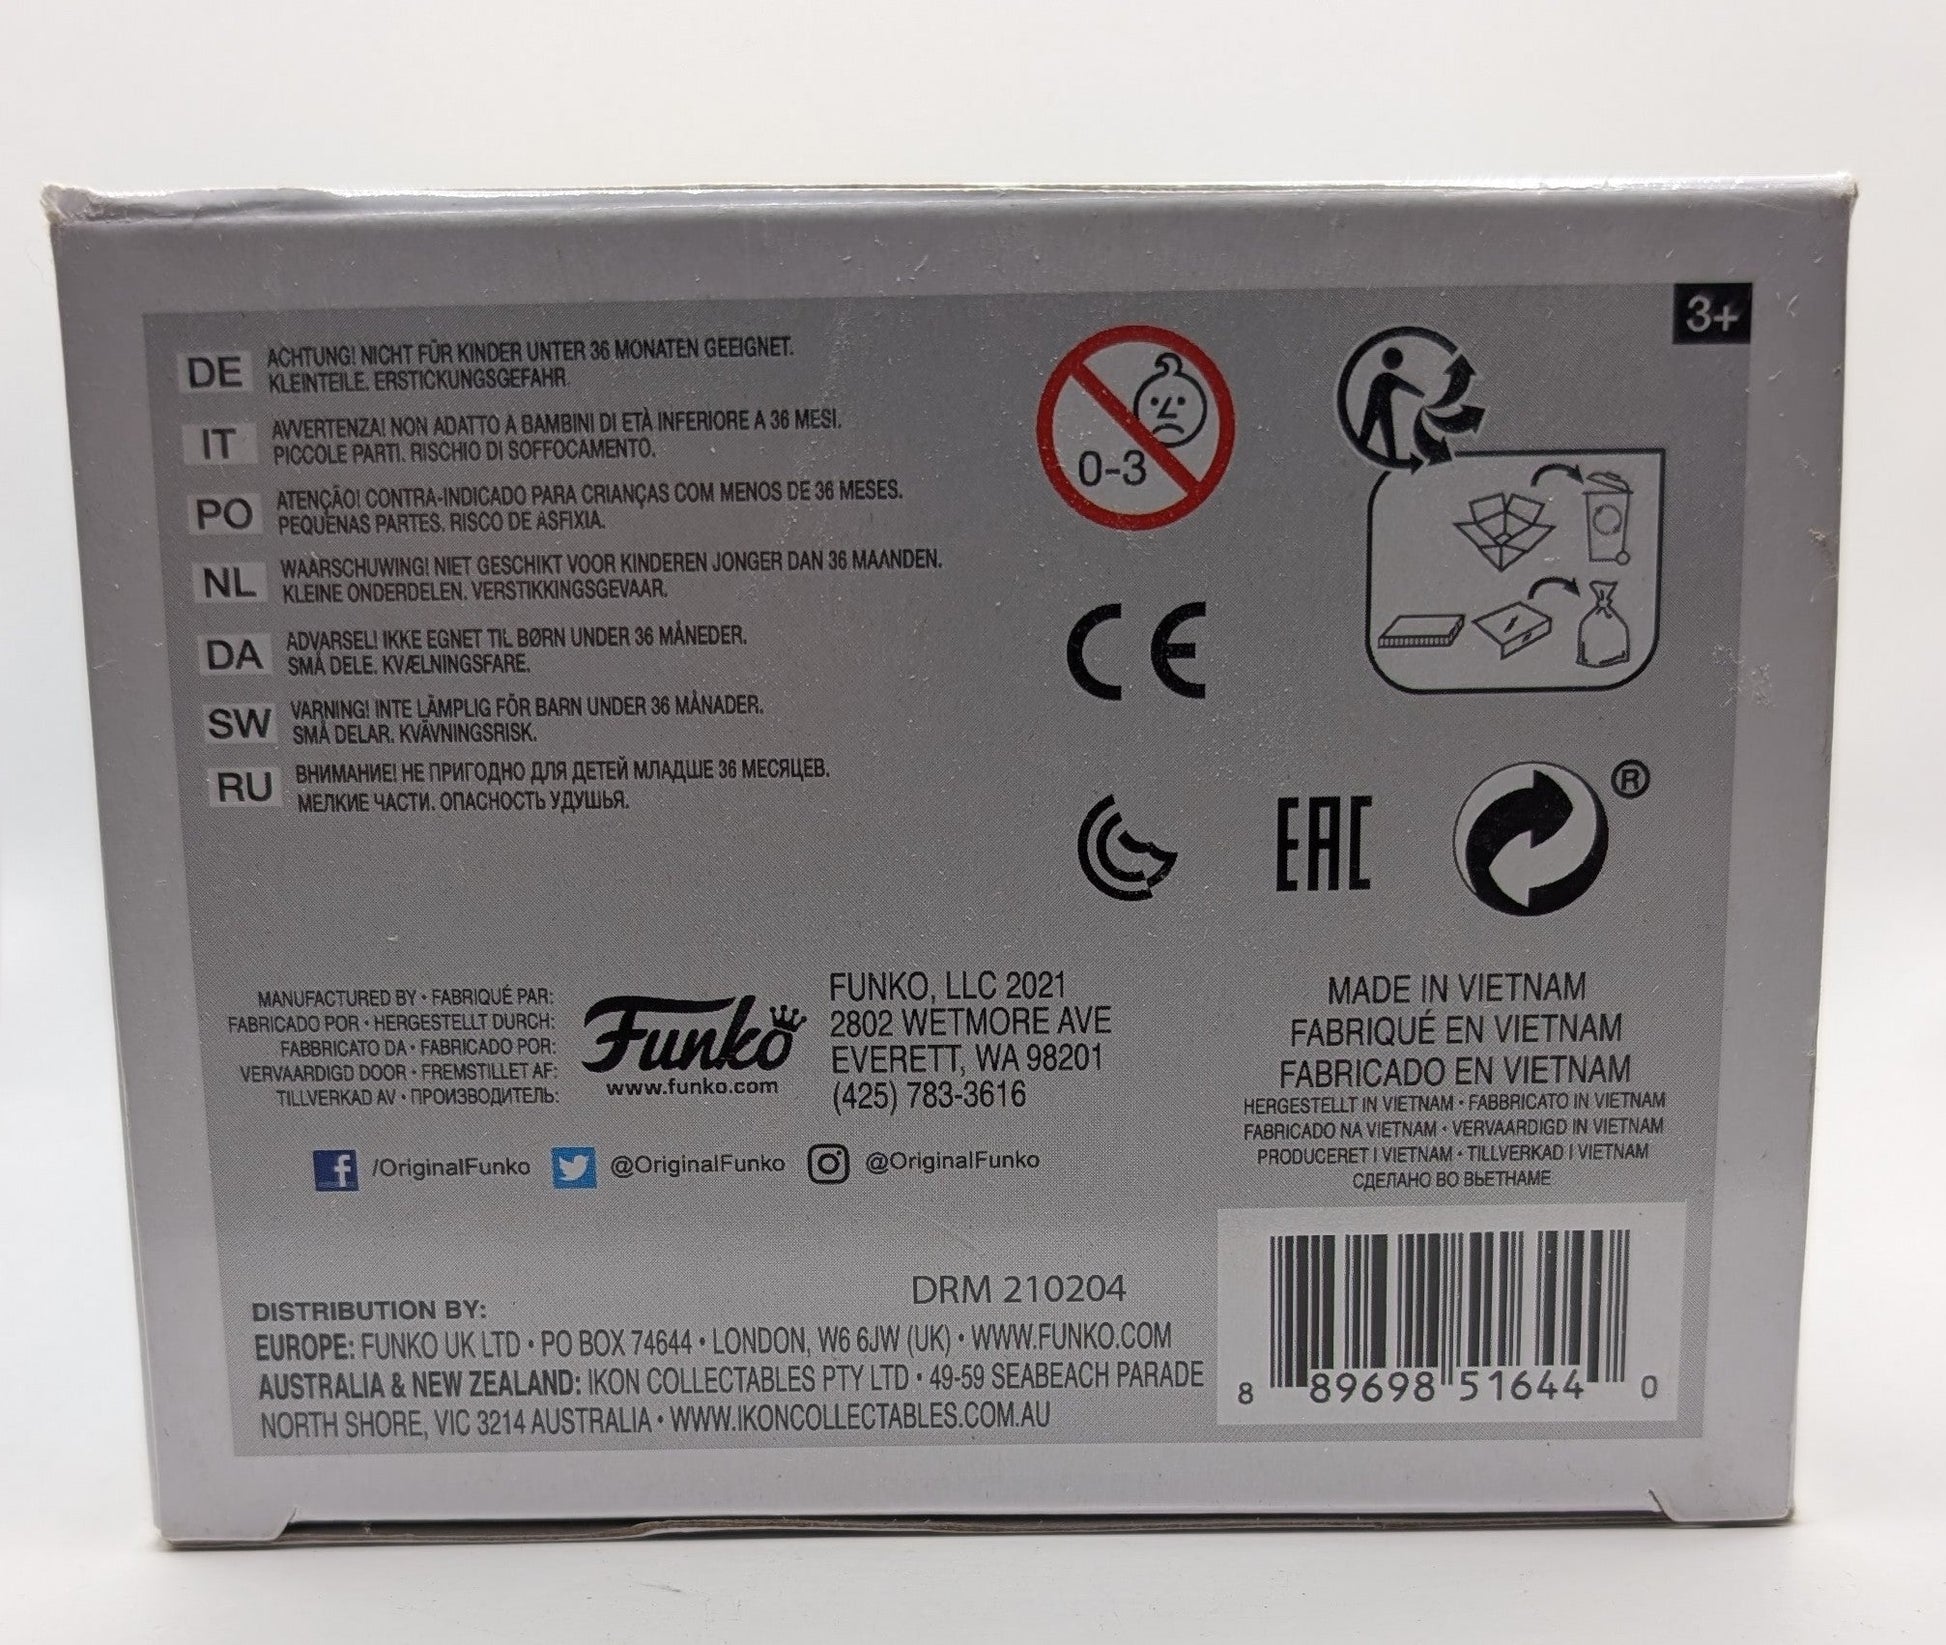 3+
DE
ACHTUNG! NICHT FÜR KINDER UNTER 36 MONATEN GEEIGNET.
KLEINTEILE. ERSTICKUNGSGEFAHR.
IT
AVVERTENZA! NON ADATTO A BAMBINI DI ETÀ INFERIORE A 36 MESI.
PICCOLE PARTI. RISCHIO DI SOFFOCAMENTO.
PO
ATENÇÃO! CONTRA-INDICADO PARA CRIANÇAS COM MENOS DE 36 MESES.
PEQUENAS PARTES. RISCO DE ASFIXIA.
NL
WAARSCHUWING! NIET GESCHIKT VOOR KINDEREN JONGER DAN 36 MAANDEN.
KLEINE ONDERDELEN. VERSTIKKINGSGEVAAR.
DA
ADVARSEL! IKKE EGNET TIL BØRN UNDER 36 MÅNEDER.
SMÅ DELE. KVÆLNINGSFARE.
SW
VARNING! INTE LÄMPLIG FÖR BARN UNDER 36 MÅNADER.
SMÅ DELAR. KVÄVNINGSRISK.
RU
ВНИМАНИЕ! НЕ ПРИГОДНО ДЛЯ ДЕТЕЙ МЛАДШЕ 36 МЕСЯЦЕВ.
МЕЛКИЕ ЧАСТИ. ОПАСНОСТЬ УДУШЬЯ.
0-3
CE
EAC
®
MANUFACTURED BY • FABRIQUÉ PAR:
FABRICADO POR • HERGESTELLT DURCH:
FABBRICATO DA • FABRICADO POR:
VERVAARDIGD DOOR • FREMSTILLET AF:
TILLVERKAD AV • ПРОИЗВОДИТЕЛЬ:
Funko
www.funko.com
FUNKO, LLC 2021
2802 WETMORE AVE
EVERETT, WA 98201
(425) 783-3616
MADE IN VIETNAM
FABRIQUÉ EN VIETNAM
FABRICADO EN VIETNAM
HERGESTELLT IN VIETNAM • FABBRICATO IN VIETNAM
FABRICADO NA VIETNAM • VERVAARDIGD IN VIETNAM
PRODUCERET I VIETNAM • TILLVERKAD I VIETNAM
СДЕЛАНО ВО ВЬЕТНАМЕ
f /OriginalFunko @OriginalFunko @OriginalFunko
DRM 210204
DISTRIBUTION BY:
EUROPE: FUNKO UK LTD • PO BOX 74644 • LONDON, W6 6JW (UK) • WWW.FUNKO.COM
AUSTRALIA & NEW ZEALAND: IKON COLLECTABLES PTY LTD • 49-59 SEABEACH PARADE
NORTH SHORE, VIC 3214 AUSTRALIA • WWW.IKONCOLLECTABLES.COM.AU
8 89698 51644 0